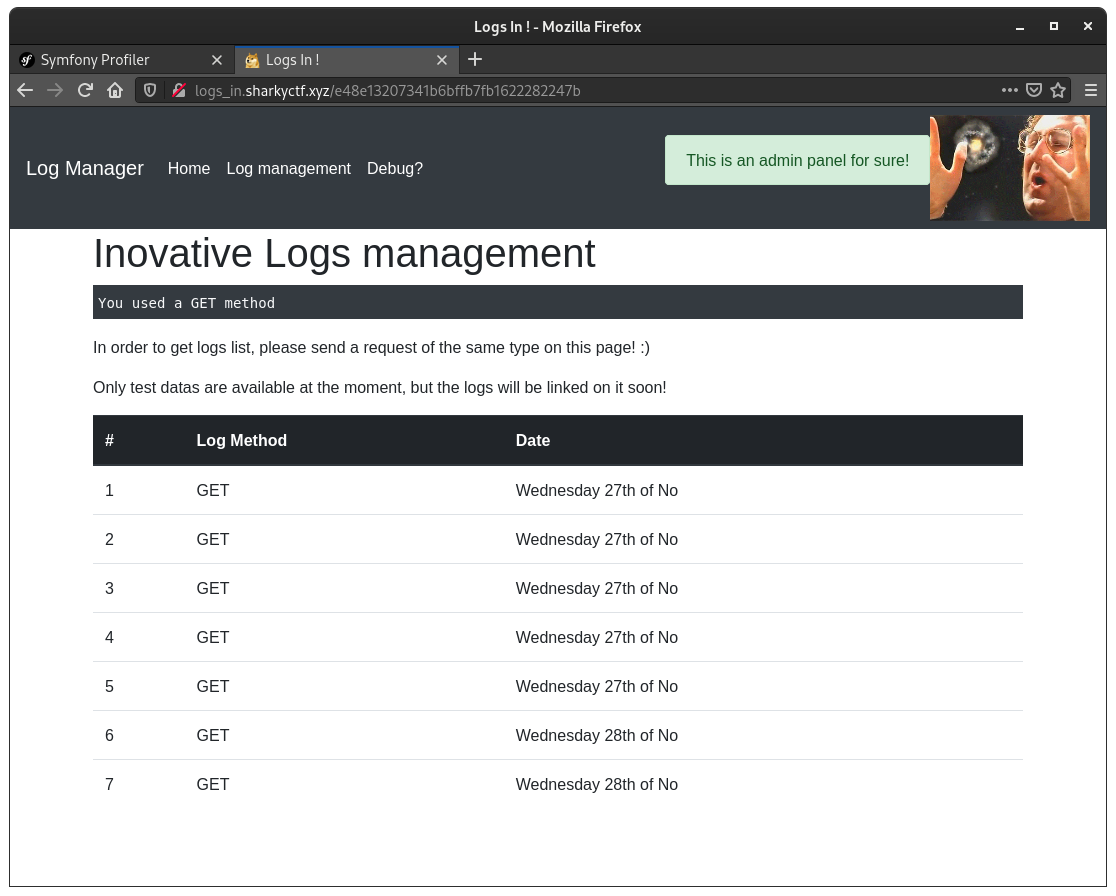 Logs In ! - Mozilla Firefox
Symfony Profiler
Logs In !
logs_in.sharkyctf.xyz/e48e13207341b6bffb7fb1622282247b
Log Manager Home Log management Debug? This is an admin panel for sure!
Inovative Logs management
You used a GET method
In order to get logs list, please send a request of the same type on this page! :)
Only test datas are available at the moment, but the logs will be linked on it soon!
# Log Method Date
1 GET Wednesday 27th of No
2 GET Wednesday 27th of No
3 GET Wednesday 27th of No
4 GET Wednesday 27th of No
5 GET Wednesday 27th of No
6 GET Wednesday 28th of No
7 GET Wednesday 28th of No